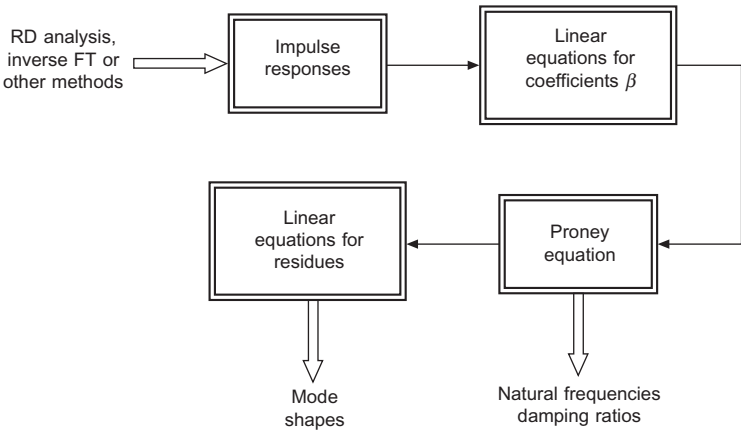 RD analysis,
inverse FT or
other methods
Impulse
responses
Linear
equations for
coefficients β
Linear
equations for
residues
Proney
equation
Mode
shapes
Natural frequencies
damping ratios